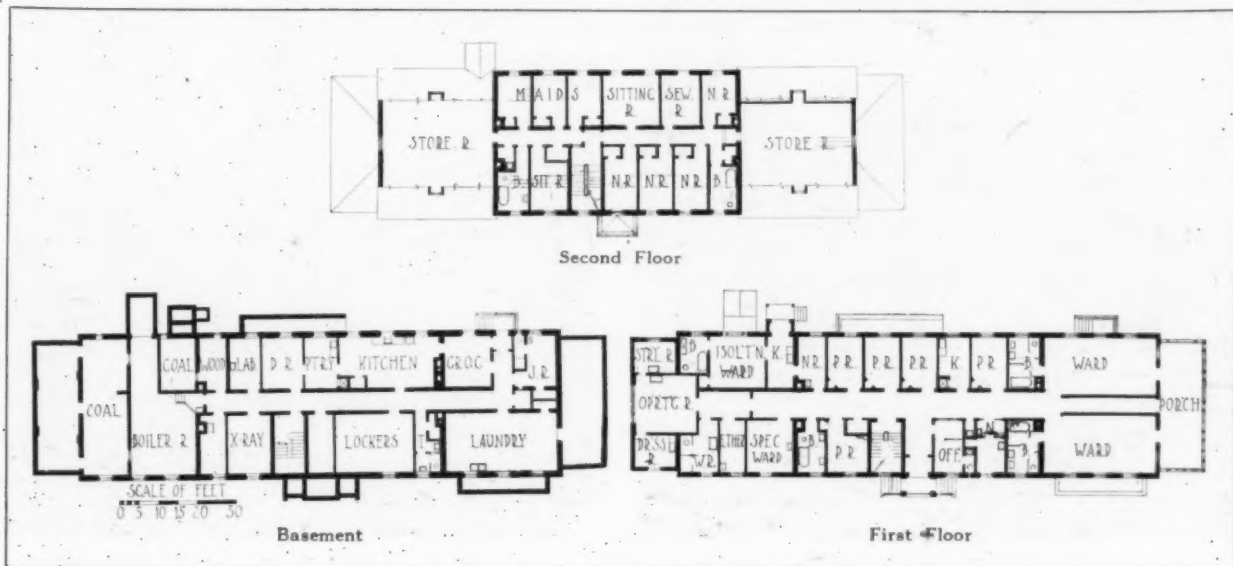 MAIDS SITTING R. SEW. R. N.R.
STORE R. STORE R.
B. SIT. R. N.R. N.R. N.R. B.
Second Floor
COAL WOOD LAB. D.R. PTRY KITCHEN GROC. J.R.
COAL BOILER R. X-RAY LOCKERS T. LAUNDRY
SCALE OF FEET
0 5 10 15 20 30
Basement
STRL. R. B. ISOL'T'N. WARD K. N.R. P.R. P.R. P.R. K. P.R. B. WARD
OPRT'G. R. PORCH
DRSS R. W.R. ETHER SPEC. WARD B. P.R. OFF. B. WARD
First Floor